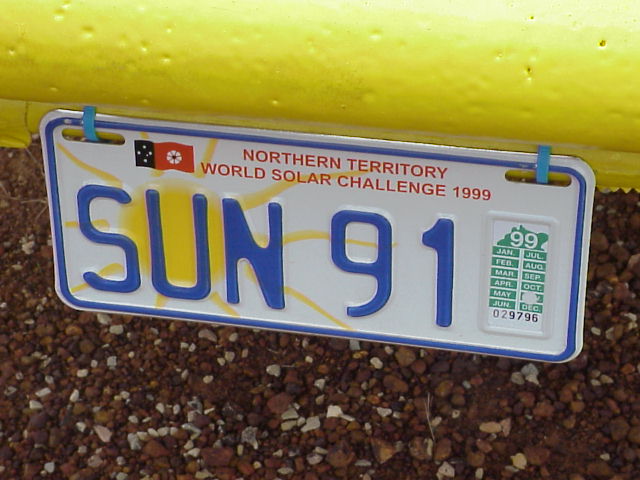 NORTHERN TERRITORY
WORLD SOLAR CHALLENGE 1999
SUN 91
99
JAN. JUL.
FEB. AUG.
MAR. SEP.
APR. OCT.
MAY
JUN. DEC.
029796